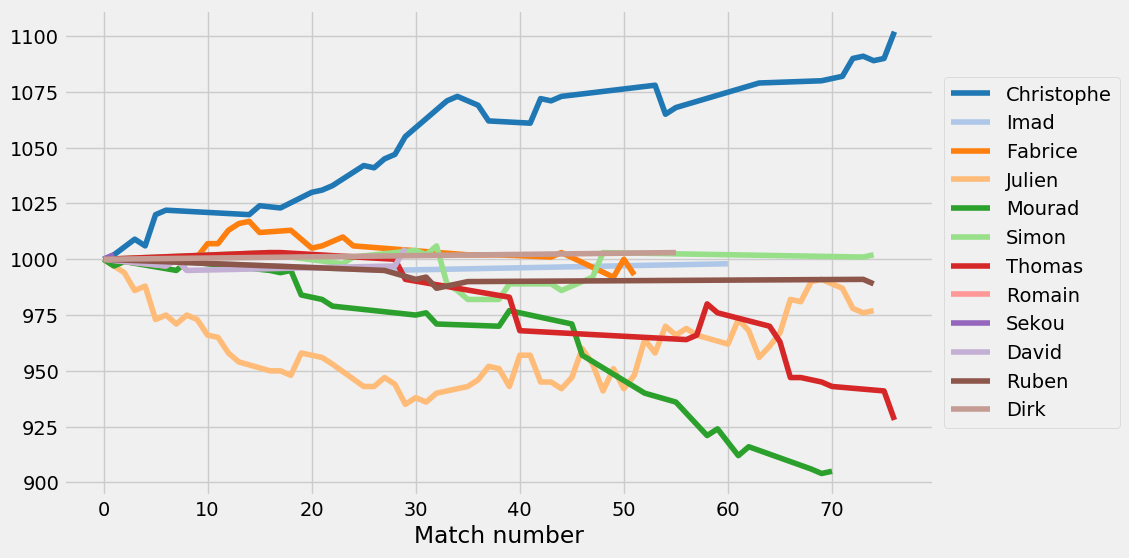 1100
1075
1050
1025
1000
975
950
925
900
0 10 20 30 40 50 60 70
Match number
Christophe
Imad
Fabrice
Julien
Mourad
Simon
Thomas
Romain
Sekou
David
Ruben
Dirk